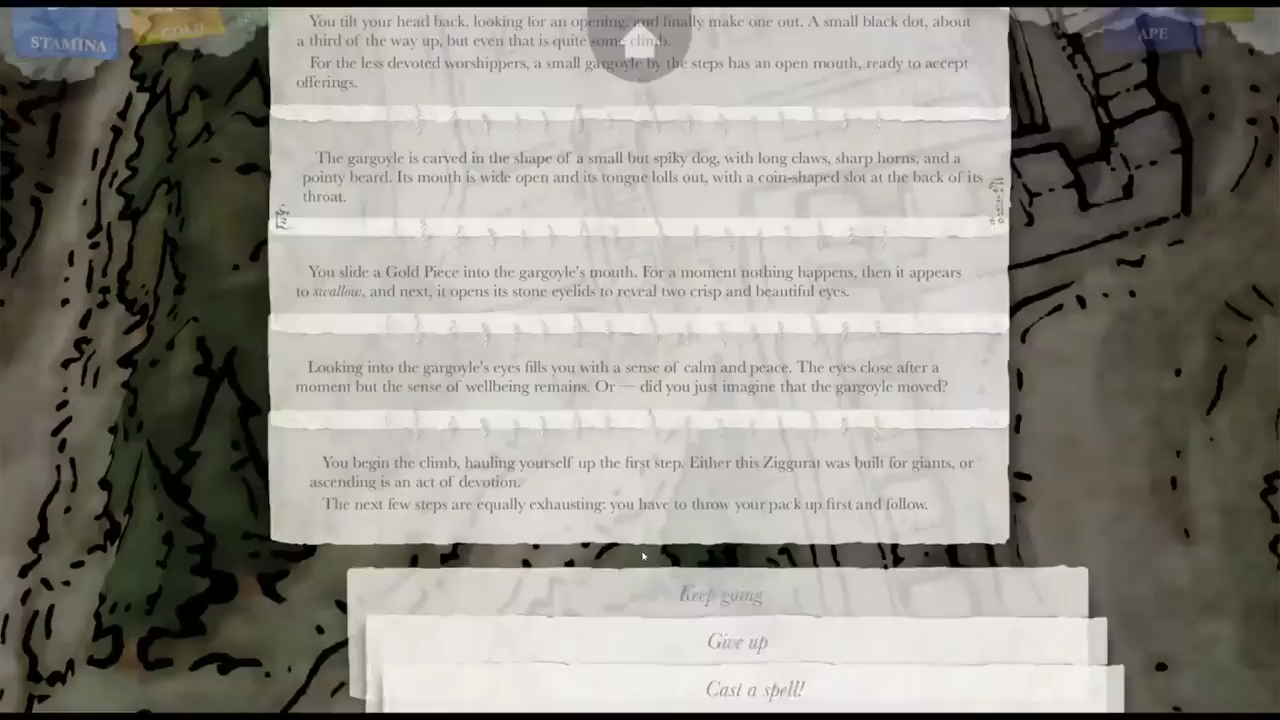 STAMINA
GOLD
APE
You tilt your head back, looking for an opening, and finally make one out. A small black dot, about
a third of the way up, but even that is quite some climb.
For the less devoted worshippers, a small gargoyle by the steps has an open mouth, ready to accept
offerings.
The gargoyle is carved in the shape of a small but spiky dog, with long claws, sharp horns, and a
pointy beard. Its mouth is wide open and its tongue lolls out, with a coin-shaped slot at the back of its
throat.
You slide a Gold Piece into the gargoyle's mouth. For a moment nothing happens, then it appears
to swallow, and next, it opens its stone eyelids to reveal two crisp and beautiful eyes.
Looking into the gargoyle's eyes fills you with a sense of calm and peace. The eyes close after a
moment but the sense of wellbeing remains. Or — did you just imagine that the gargoyle moved?
You begin the climb, hauling yourself up the first step. Either this Ziggurat was built for giants, or
ascending is an act of devotion.
The next few steps are equally exhausting: you have to throw your pack up first and follow.
Keep going
Give up
Cast a spell!